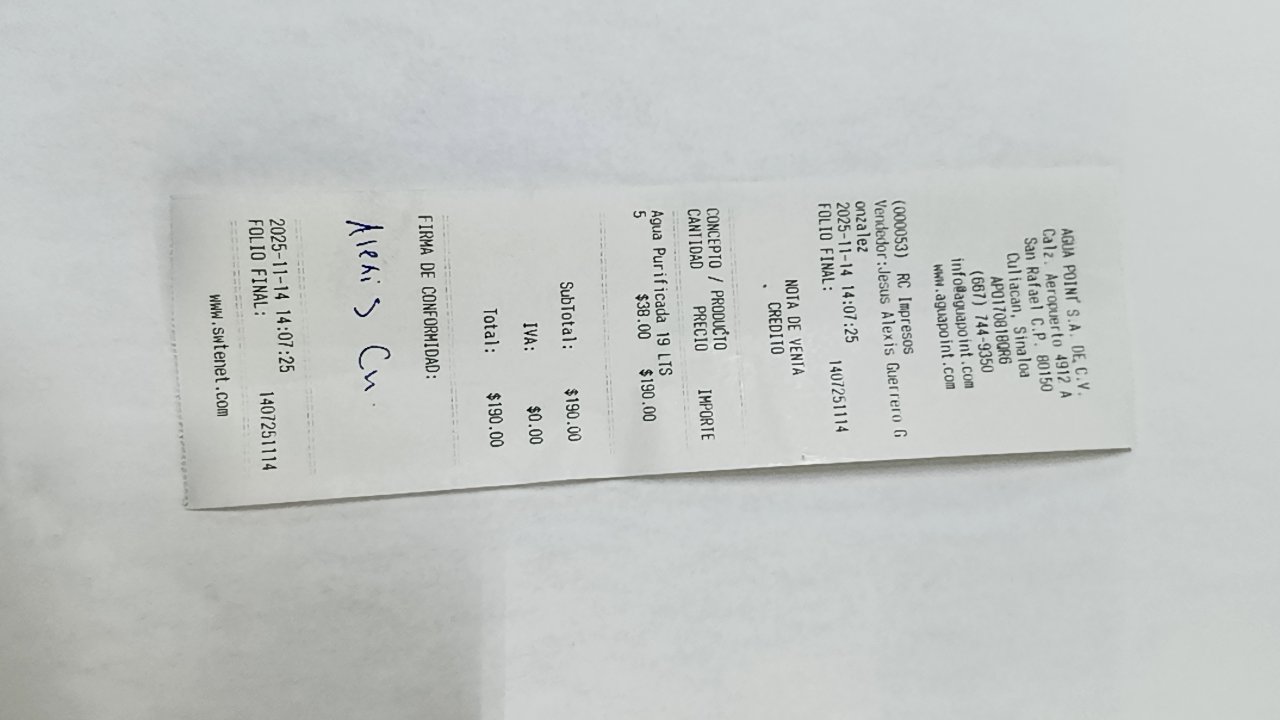 AGUA POINT S.A. DE C.V.
Calz. Aeropuerto 4912 A
San Rafael C.P. 80150
Culiacan, Sinaloa
APO170818QR6
(667) 744-9350
info@aguapoint.com
www.aguapoint.com
(000053) RC Impresos
Vendedor:Jesus Alexis Guerrero G
onzalez
2025-11-14 14:07:25
FOLIO FINAL: 1407251114
NOTA DE VENTA
CREDITO
CONCEPTO / PRODUCTO
CANTIDAD PRECIO IMPORTE
Agua Purificada 19 LTS
5 $38.00 $190.00
SubTotal: $190.00
IVA: $0.00
Total: $190.00
FIRMA DE CONFORMIDAD:
Alexis
2025-11-14 14:07:25
FOLIO FINAL: 1407251114
www.swtenet.com